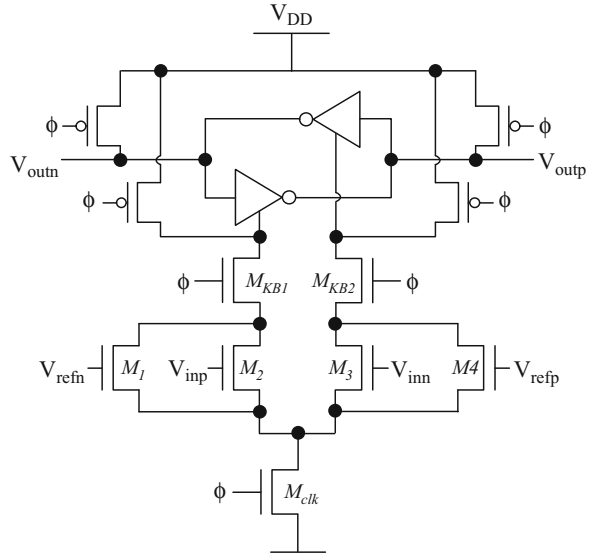 V_DD
ϕ
ϕ
V_outn
V_outp
ϕ
ϕ
ϕ
M_KB1
M_KB2
ϕ
V_refn
M_1
V_inp
M_2
M_3
V_inn
M4
V_refp
ϕ
M_clk